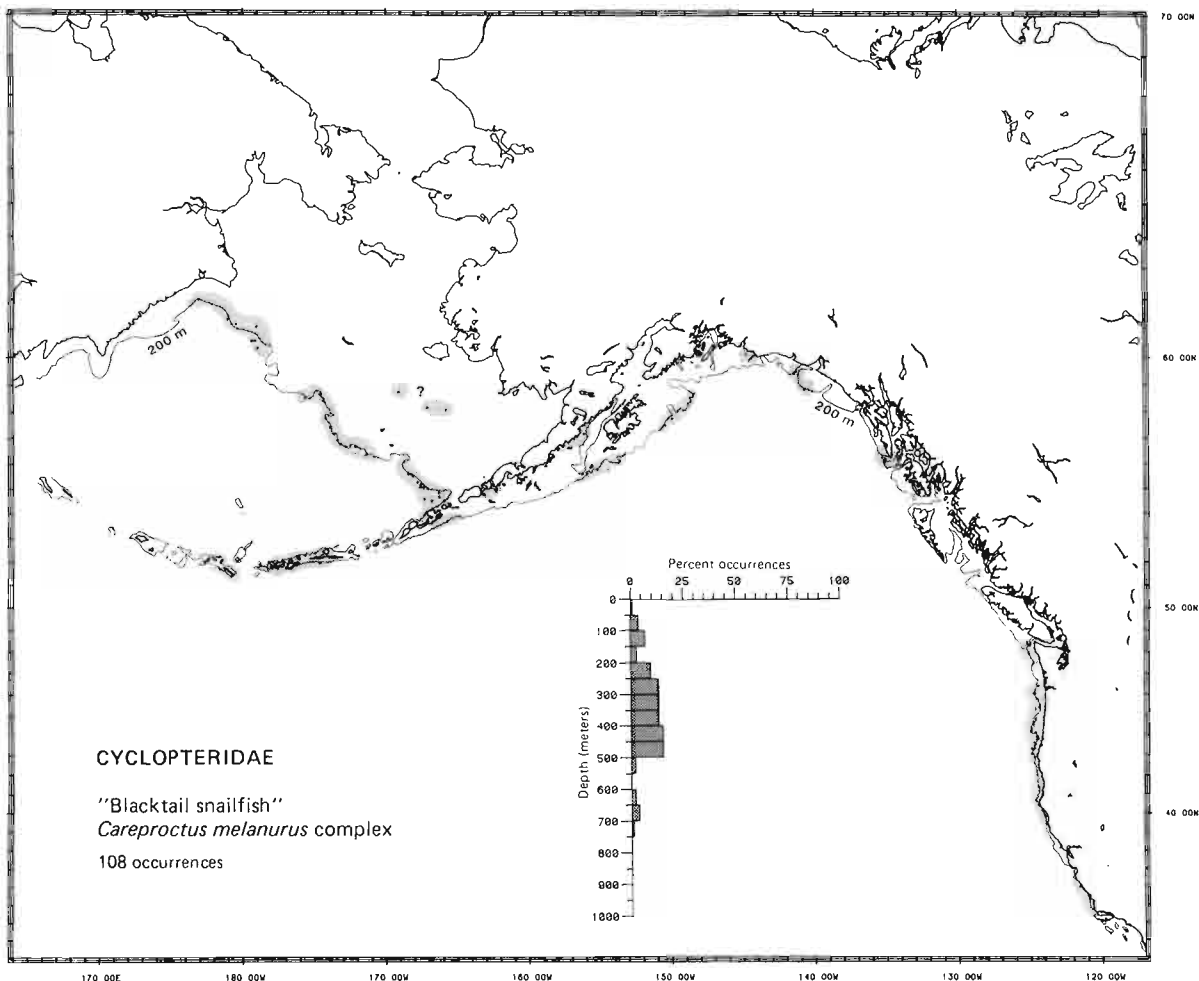 70 00N
200 m
60 00N
?
200 m
Percent occurrences
0 25 50 75 100
50 00N
0
100
200
300
400
500
600
700
800
900
1000
Depth (meters)
40 00N
CYCLOPTERIDAE
"Blacktail snailfish"
Careproctus melanurus complex
108 occurrences
170 00E 180 00W 170 00W 160 00W 150 00W 140 00W 130 00W 120 00W